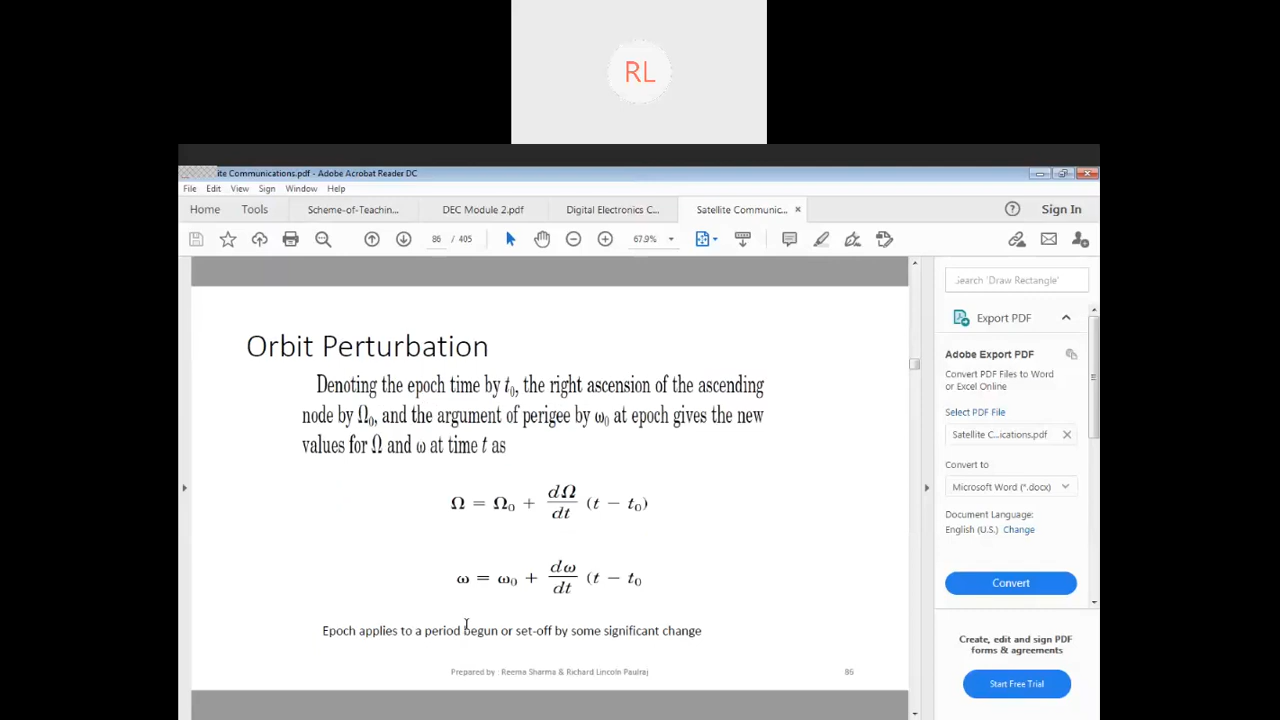 RL
ite Communications.pdf - Adobe Acrobat Reader DC
File Edit View Sign Window Help
Home Tools Scheme-of-Teachin... DEC Module 2.pdf Digital Electronics C... Satellite Communic... × Sign In
86 / 405 67.9%
Search 'Draw Rectangle'
Export PDF
Adobe Export PDF
Convert PDF Files to Word
or Excel Online
Select PDF File
Satellite C...ications.pdf ×
Convert to
Microsoft Word (*.docx)
Document Language:
English (U.S.) Change
Convert
Create, edit and sign PDF
forms & agreements
Start Free Trial
Orbit Perturbation
Denoting the epoch time by t₀, the right ascension of the ascending
node by Ω₀, and the argument of perigee by ω₀ at epoch gives the new
values for Ω and ω at time t as
Ω = Ω₀ + dΩ/dt (t − t₀)
ω = ω₀ + dω/dt (t − t₀
Epoch applies to a period begun or set-off by some significant change
Prepared by : Reema Sharma & Richard Lincoln Paulraj 86